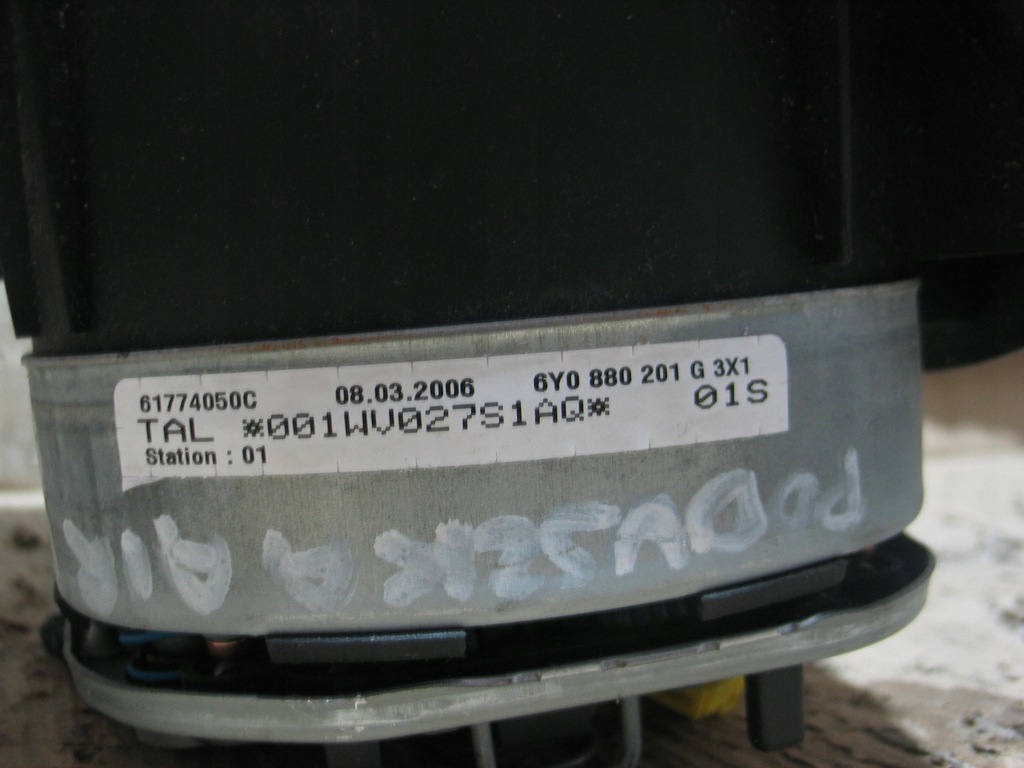 61774050C 08.03.2006 6Y0 880 201 G 3X1
TAL *001WV027S1AQ* 01S
Station : 01